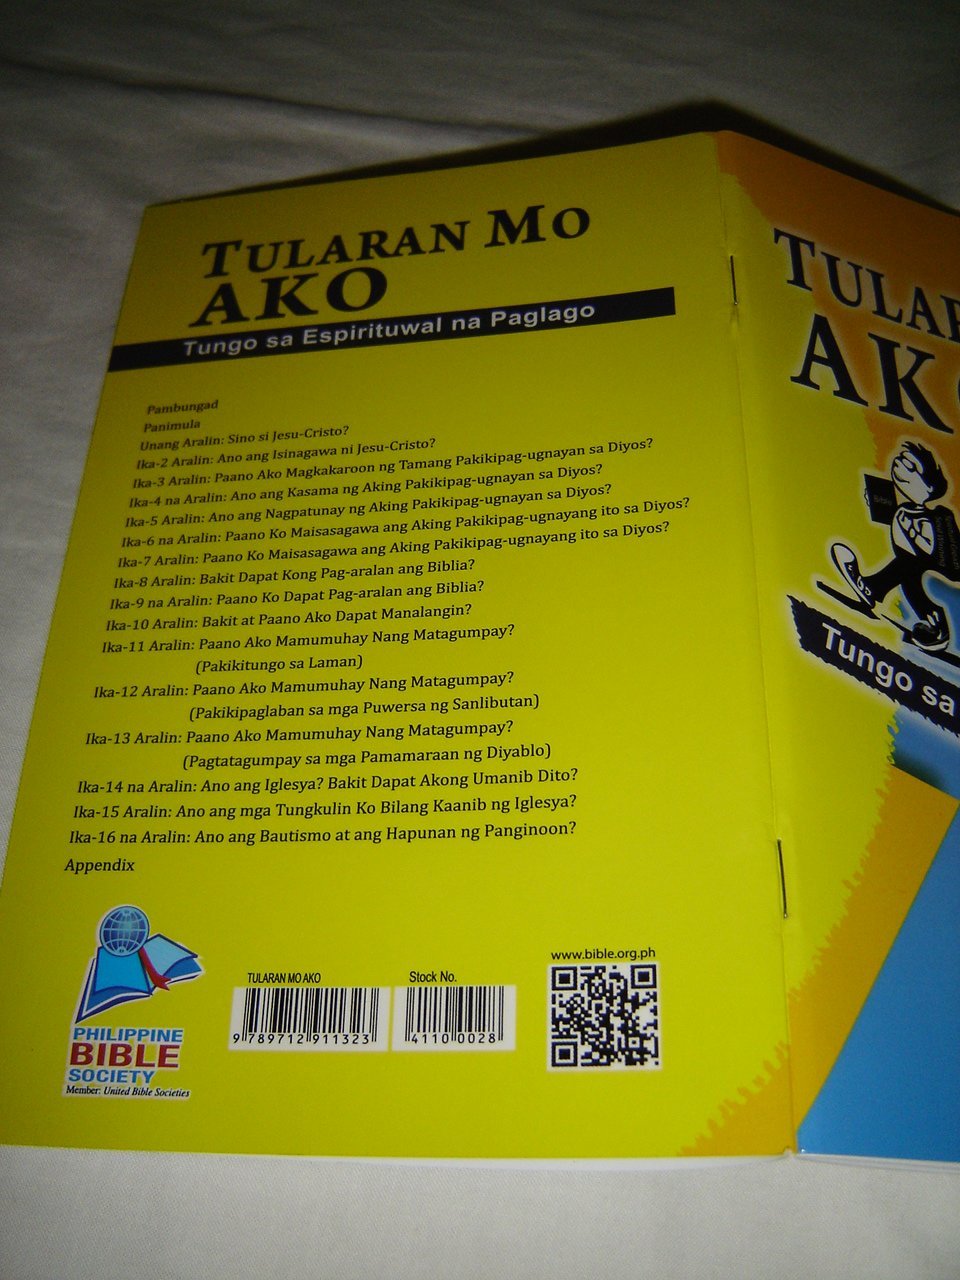 TULARAN MO
AKO
Tungo sa Espirituwal na Paglago
Pambungad
Panimula
Unang Aralin: Sino si Jesu-Cristo?
Ika-2 Aralin: Ano ang Isinagawa ni Jesu-Cristo?
Ika-3 Aralin: Paano Ako Magkakaroon ng Tamang Pakikipag-ugnayan sa Diyos?
Ika-4 na Aralin: Ano ang Kasama ng Aking Pakikipag-ugnayan sa Diyos?
Ika-5 Aralin: Ano ang Nagpatunay ng Aking Pakikipag-ugnayan sa Diyos?
Ika-6 na Aralin: Paano Ko Maisasagawa ang Aking Pakikipag-ugnayang ito sa Diyos?
Ika-7 Aralin: Paano Ko Maisasagawa ang Aking Pakikipag-ugnayang ito sa Diyos?
Ika-8 Aralin: Bakit Dapat Kong Pag-aralan ang Biblia?
Ika-9 na Aralin: Paano Ko Dapat Pag-aralan ang Biblia?
Ika-10 Aralin: Bakit at Paano Ako Dapat Manalangin?
Ika-11 Aralin: Paano Ako Mamumuhay Nang Matagumpay?
(Pakikitungo sa Laman)
Ika-12 Aralin: Paano Ako Mamumuhay Nang Matagumpay?
(Pakikipaglaban sa mga Puwersa ng Sanlibutan)
Ika-13 Aralin: Paano Ako Mamumuhay Nang Matagumpay?
(Pagtatagumpay sa mga Pamamaraan ng Diyablo)
Ika-14 na Aralin: Ano ang Iglesya? Bakit Dapat Akong Umanib Dito?
Ika-15 Aralin: Ano ang mga Tungkulin Ko Bilang Kaanib ng Iglesya?
Ika-16 na Aralin: Ano ang Bautismo at ang Hapunan ng Panginoon?
Appendix
PHILIPPINE
BIBLE
SOCIETY
Member: United Bible Societies
TULARAN MO AKO
9 789712 911323
Stock No.
41100028
www.bible.org.ph
TULAR
AK
Bible
Tungo sa